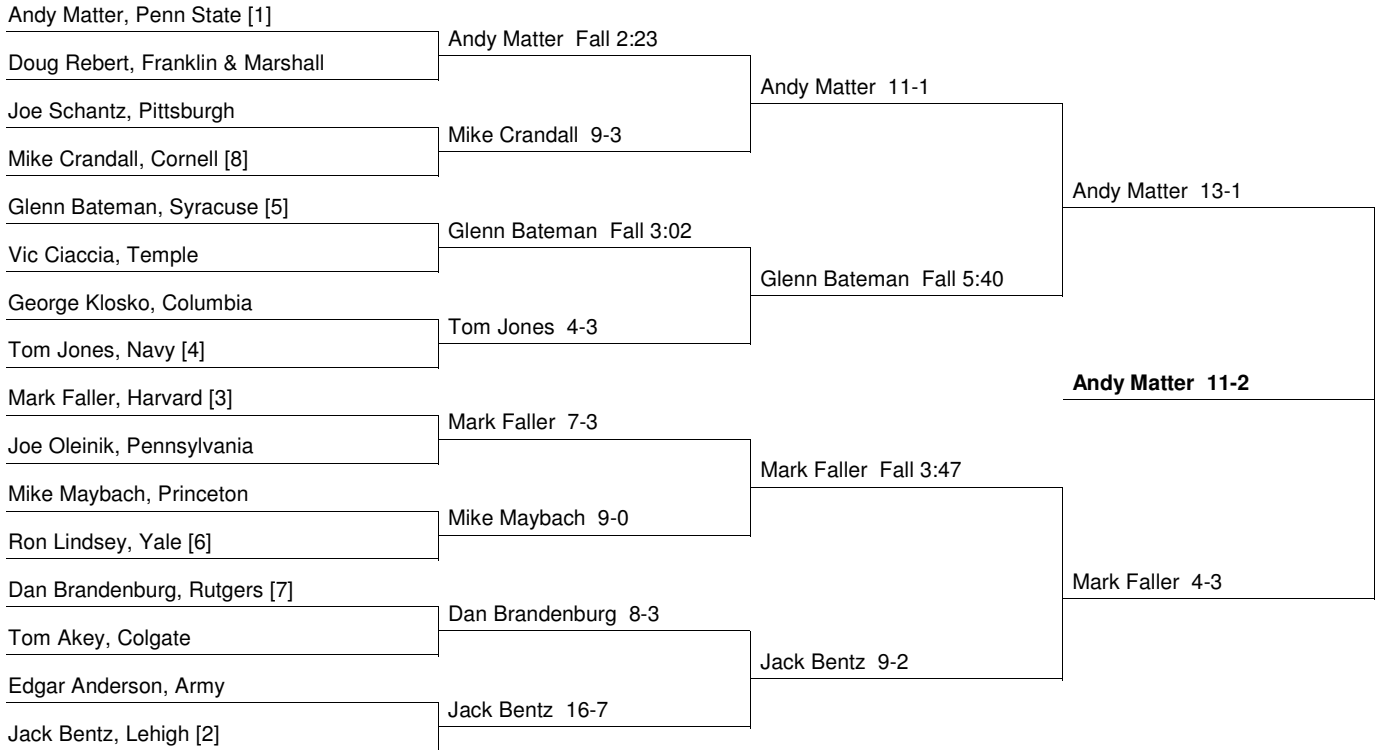 Andy Matter, Penn State [1]
Doug Rebert, Franklin & Marshall
Joe Schantz, Pittsburgh
Mike Crandall, Cornell [8]
Glenn Bateman, Syracuse [5]
Vic Ciaccia, Temple
George Klosko, Columbia
Tom Jones, Navy [4]
Mark Faller, Harvard [3]
Joe Oleinik, Pennsylvania
Mike Maybach, Princeton
Ron Lindsey, Yale [6]
Dan Brandenburg, Rutgers [7]
Tom Akey, Colgate
Edgar Anderson, Army
Jack Bentz, Lehigh [2]
Andy Matter Fall 2:23
Mike Crandall 9-3
Glenn Bateman Fall 3:02
Tom Jones 4-3
Mark Faller 7-3
Mike Maybach 9-0
Dan Brandenburg 8-3
Jack Bentz 16-7
Andy Matter 11-1
Glenn Bateman Fall 5:40
Mark Faller Fall 3:47
Jack Bentz 9-2
Andy Matter 13-1
Mark Faller 4-3
Andy Matter 11-2